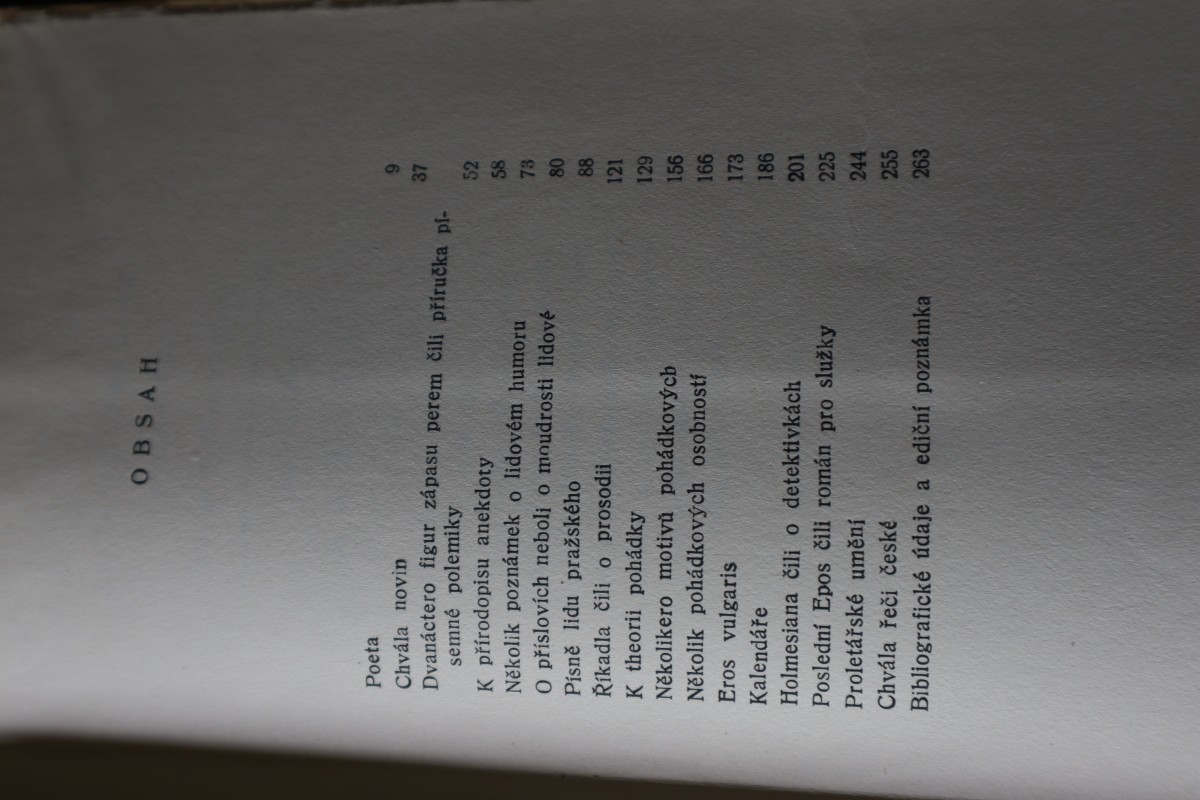 OBSAH
Poeta 9
Chvála novin 37
Dvanáctero figur zápasu perem čili příručka pí-
semné polemiky 52
K přírodopisu anekdoty 58
Několik poznámek o lidovém humoru 73
O příslovích neboli o moudrosti lidové 80
Písně lidu pražského 88
Říkadla čili o prosodii 121
K theorii pohádky 129
Několikero motivů pohádkových 156
Několik pohádkových osobností 166
Eros vulgaris 173
Kalendáře 186
Holmesiana čili o detektivkách 201
Poslední Epos čili román pro služky 225
Proletářské umění 244
Chvála řeči české 255
Bibliografické údaje a ediční poznámka 263